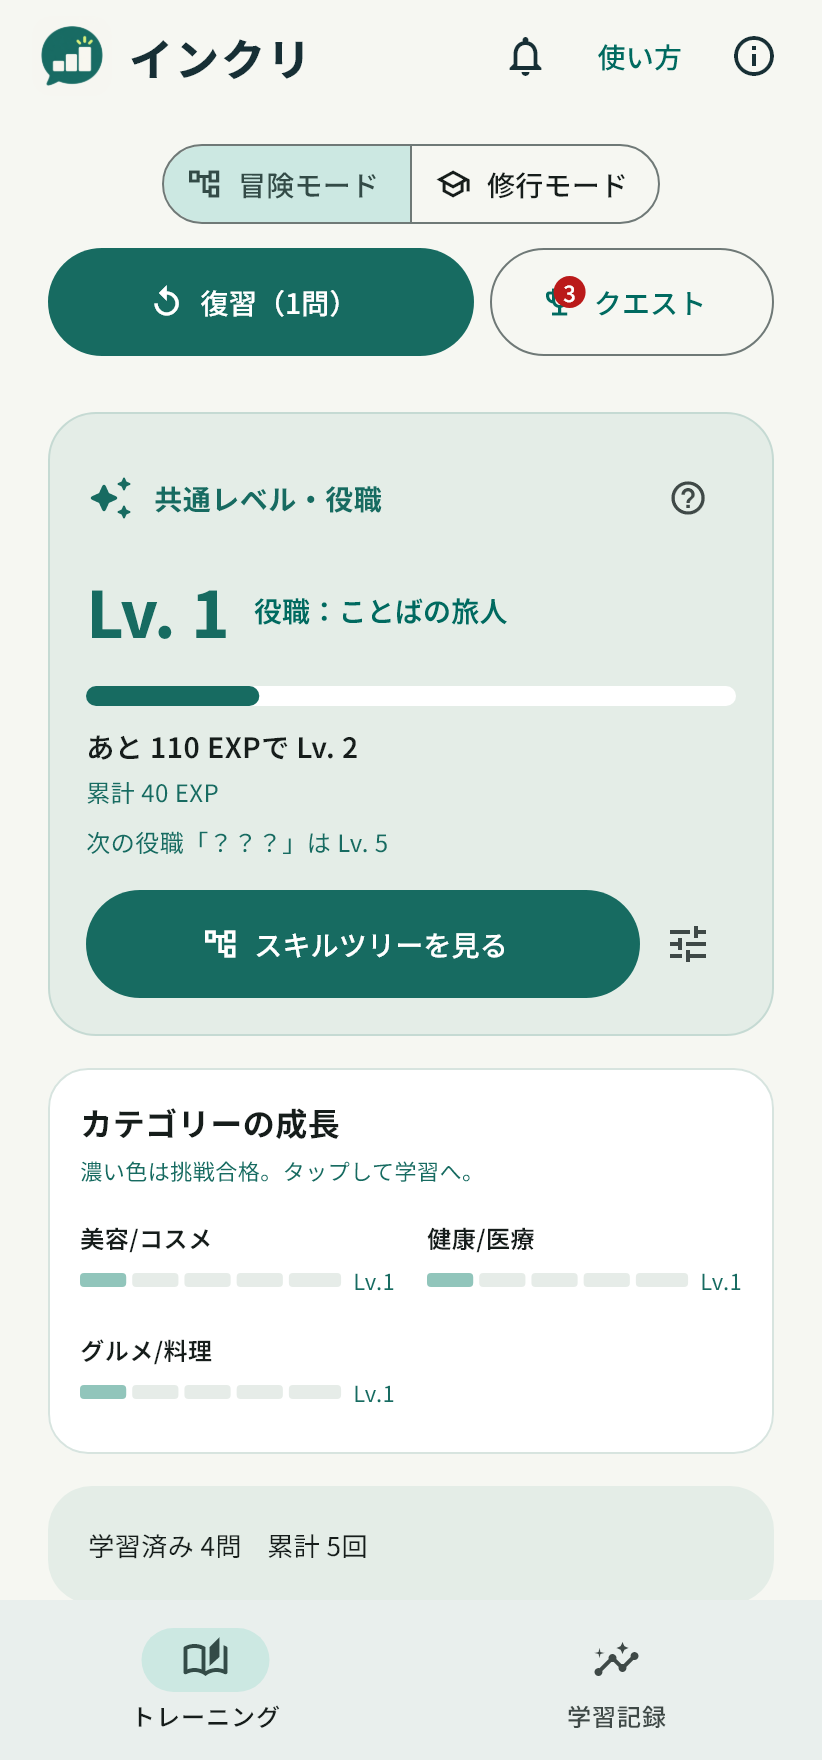 インクリ
使い方
冒険モード
修行モード
復習（1問）
3
クエスト
共通レベル・役職
Lv. 1
役職：ことばの旅人
あと 110 EXPで Lv. 2
累計 40 EXP
次の役職「？？？」は Lv. 5
スキルツリーを見る
カテゴリーの成長
濃い色は挑戦合格。タップして学習へ。
美容/コスメ
Lv.1
健康/医療
Lv.1
グルメ/料理
Lv.1
学習済み 4問　累計 5回
トレーニング
学習記録